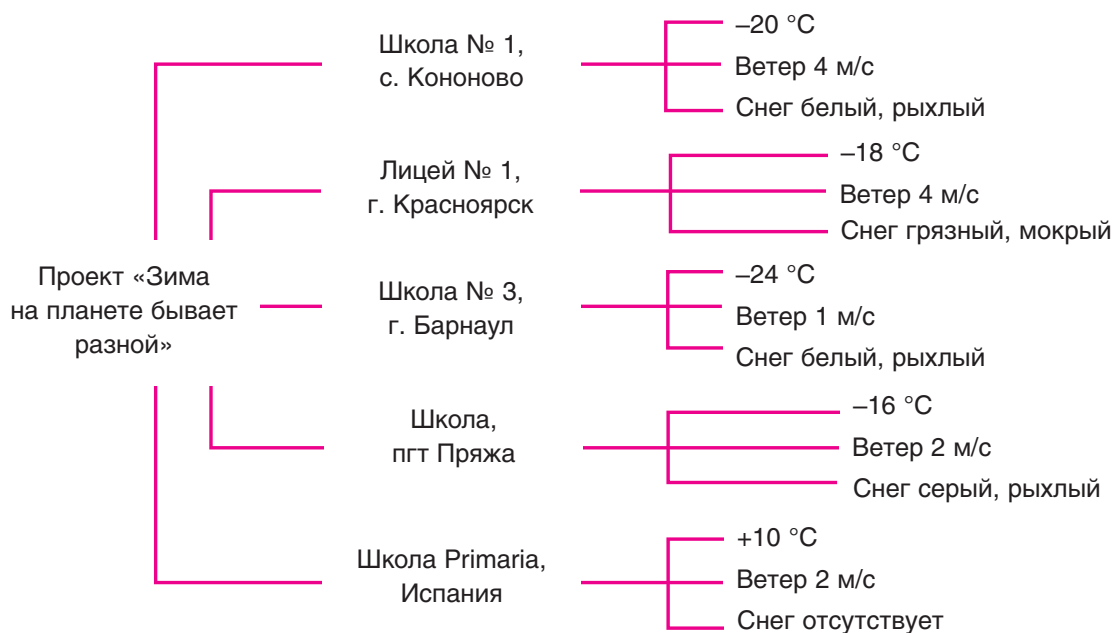 Проект «Зима
на планете бывает
разной»
Школа № 1,
с. Кононово
–20 °C
Ветер 4 м/с
Снег белый, рыхлый
Лицей № 1,
г. Красноярск
–18 °C
Ветер 4 м/с
Снег грязный, мокрый
Школа № 3,
г. Барнаул
–24 °C
Ветер 1 м/с
Снег белый, рыхлый
Школа,
пгт Пряжа
–16 °C
Ветер 2 м/с
Снег серый, рыхлый
Школа Primaria,
Испания
+10 °C
Ветер 2 м/с
Снег отсутствует